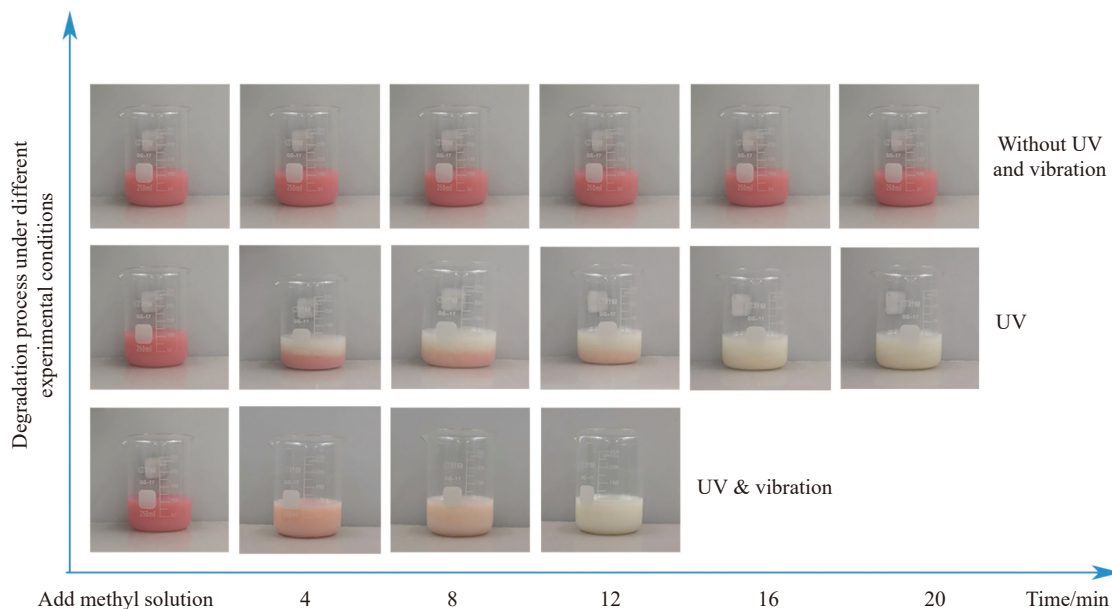 Degradation process under different
experimental conditions
Without UV
and vibration
UV
UV & vibration
Add methyl solution 4 8 12 16 20 Time/min